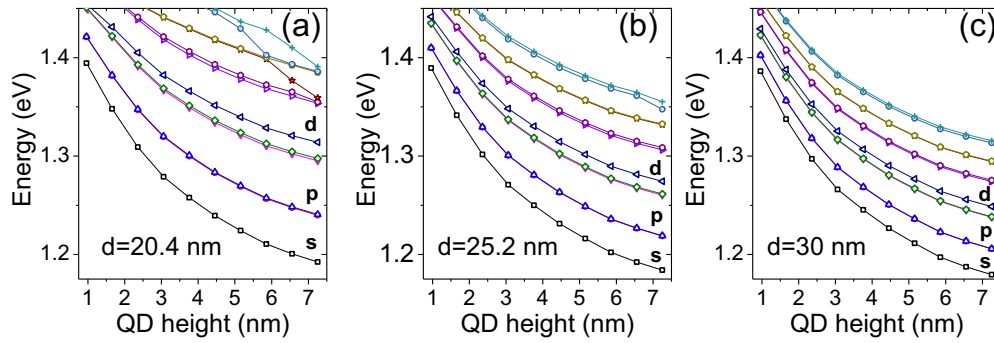 (a)
1.4
1.3
1.2
Energy (eV)
d
p
s
d=20.4 nm
1 2 3 4 5 6 7
QD height (nm)
(b)
1.4
1.3
1.2
Energy (eV)
d
p
s
d=25.2 nm
1 2 3 4 5 6 7
QD height (nm)
(c)
1.4
1.3
1.2
Energy (eV)
d
p
s
d=30 nm
1 2 3 4 5 6 7
QD height (nm)